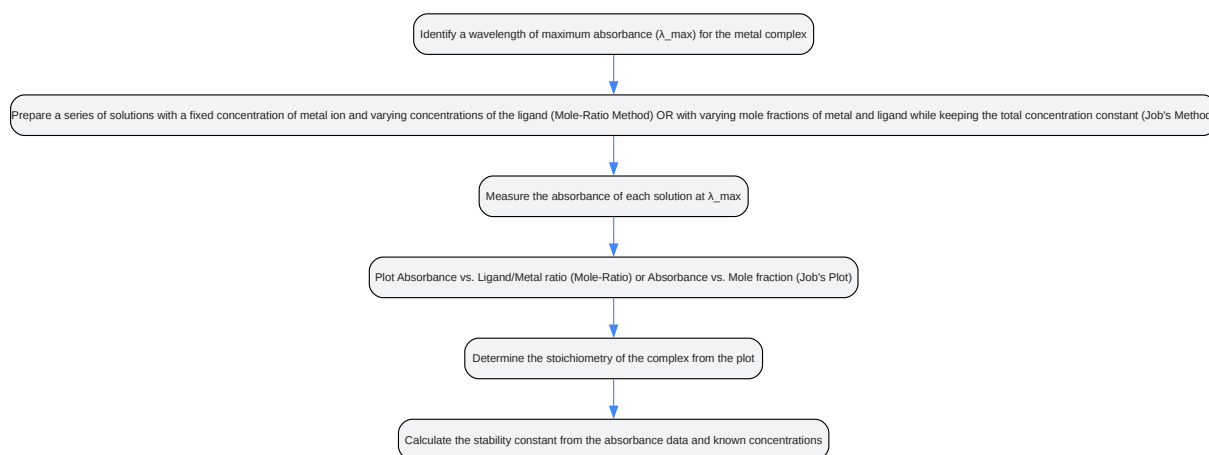 Identify a wavelength of maximum absorbance (λ_max) for the metal complex
Prepare a series of solutions with a fixed concentration of metal ion and varying concentrations of the ligand (Mole-Ratio Method) OR with varying mole fractions of metal and ligand while keeping the total concentration constant (Job's Method
Measure the absorbance of each solution at λ_max
Plot Absorbance vs. Ligand/Metal ratio (Mole-Ratio) or Absorbance vs. Mole fraction (Job's Plot)
Determine the stoichiometry of the complex from the plot
Calculate the stability constant from the absorbance data and known concentrations